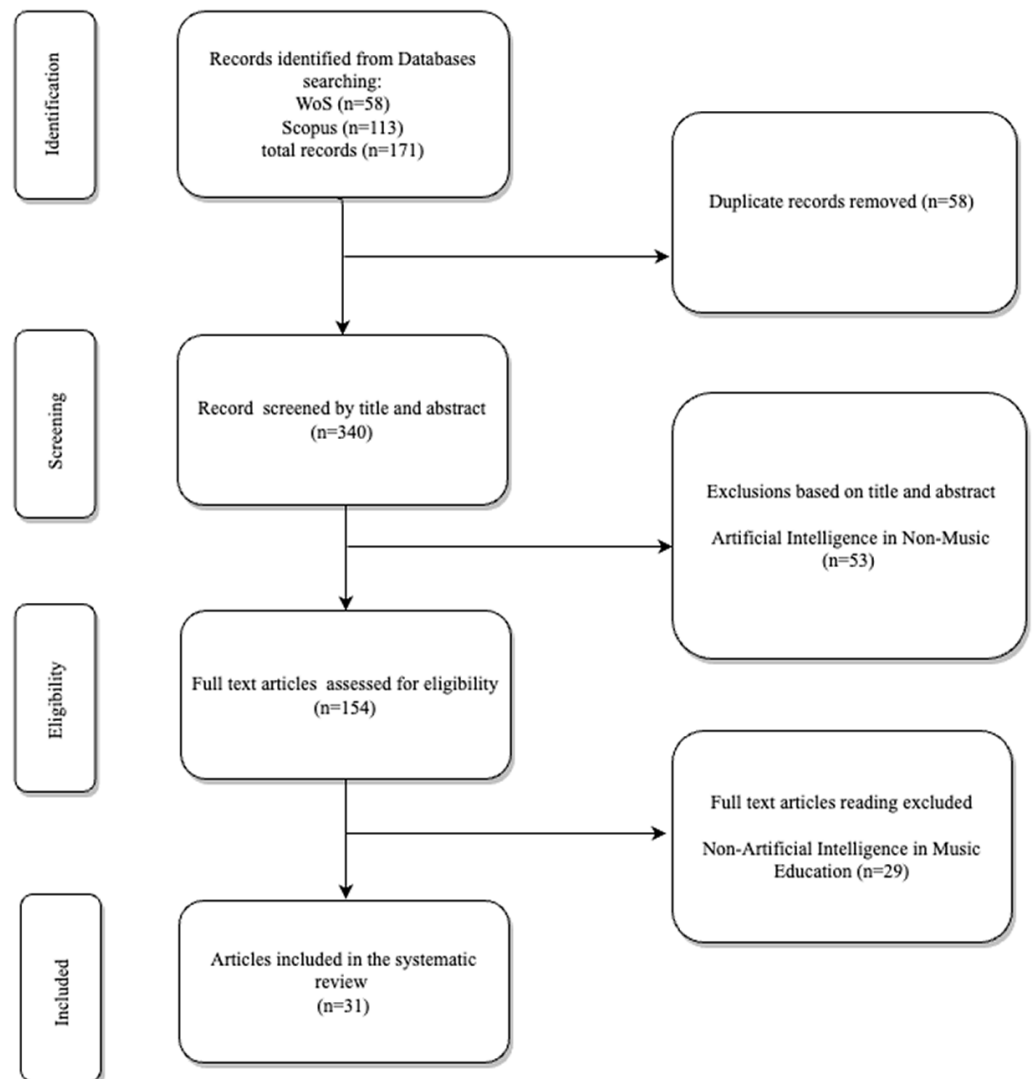 Identification
Records identified from Databases
searching:
WoS (n=58)
Scopus (n=113)
total records (n=171)
Duplicate records removed (n=58)
Screening
Record screened by title and abstract
(n=340)
Exclusions based on title and abstract
Artificial Intelligence in Non-Music
(n=53)
Eligibility
Full text articles assessed for eligibility
(n=154)
Full text articles reading excluded
Non-Artificial Intelligence in Music
Education (n=29)
Included
Articles included in the systematic
review
(n=31)